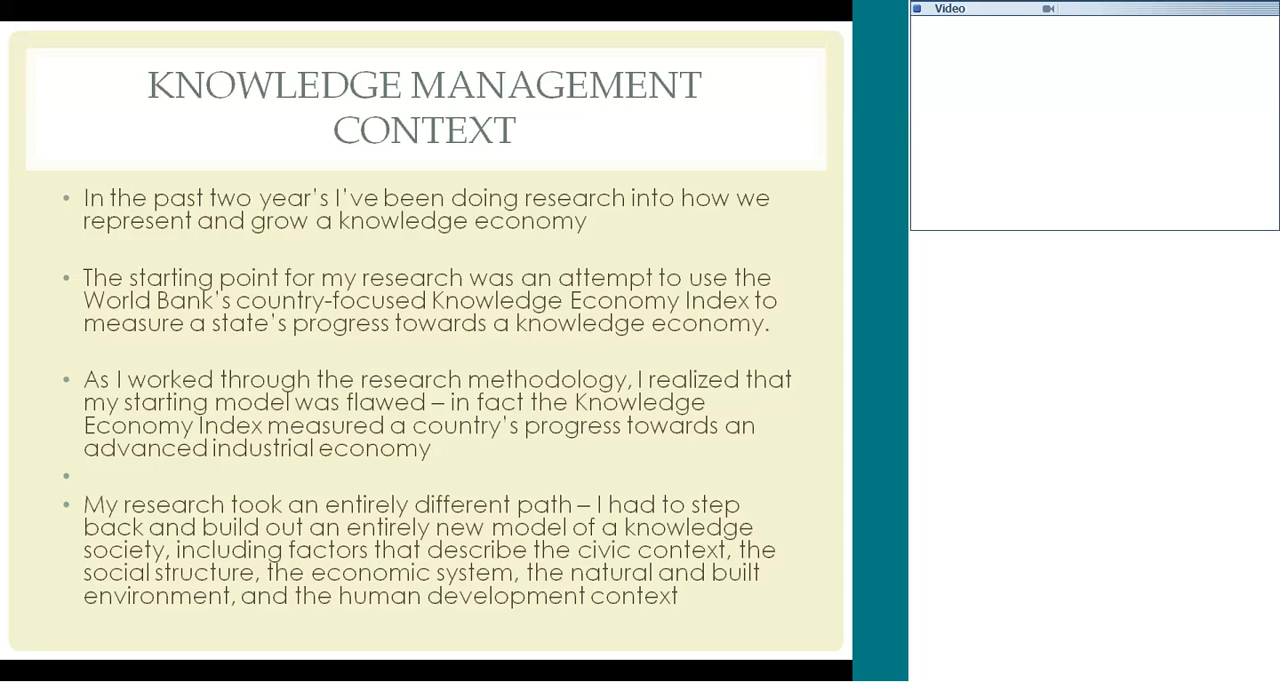 KNOWLEDGE MANAGEMENT
CONTEXT
• In the past two year's I've been doing research into how we
represent and grow a knowledge economy
• The starting point for my research was an attempt to use the
World Bank's country-focused Knowledge Economy Index to
measure a state's progress towards a knowledge economy.
• As I worked through the research methodology, I realized that
my starting model was flawed – in fact the Knowledge
Economy Index measured a country's progress towards an
advanced industrial economy
•
• My research took an entirely different path – I had to step
back and build out an entirely new model of a knowledge
society, including factors that describe the civic context, the
social structure, the economic system, the natural and built
environment, and the human development context
Video